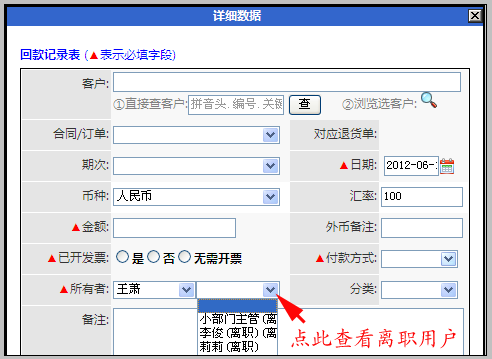 详细数据
回款记录表 (▲表示必填字段)
客户:
①直接查客户: 拼音头.编号.关键 查 ②浏览选客户:
合同/订单: 对应退货单:
期次: ▲日期: 2012-06-
币种: 人民币 汇率: 100
▲金额: 外币备注:
▲已开发票: 是 否 无需开票 ▲付款方式:
▲所有者: 王萧 分类:
小部门主管 (离
李俊 (离职) (离
莉莉 (离职)
点此查看离职用户
备注: